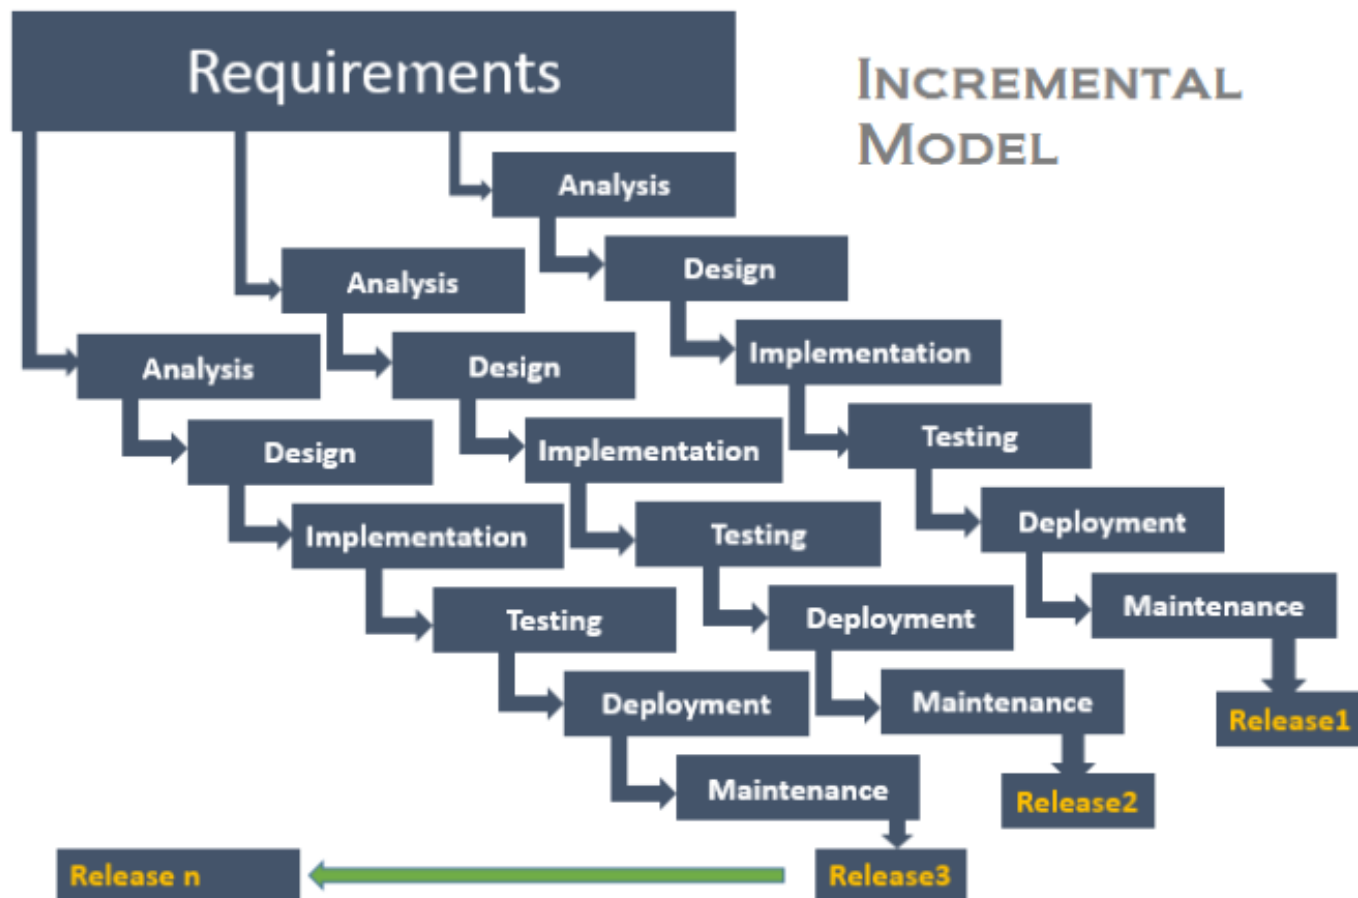 Requirements
INCREMENTAL
MODEL
Analysis
Design
Implementation
Testing
Deployment
Maintenance
Release1
Analysis
Design
Implementation
Testing
Deployment
Maintenance
Release2
Analysis
Design
Implementation
Testing
Deployment
Maintenance
Release3
Release n